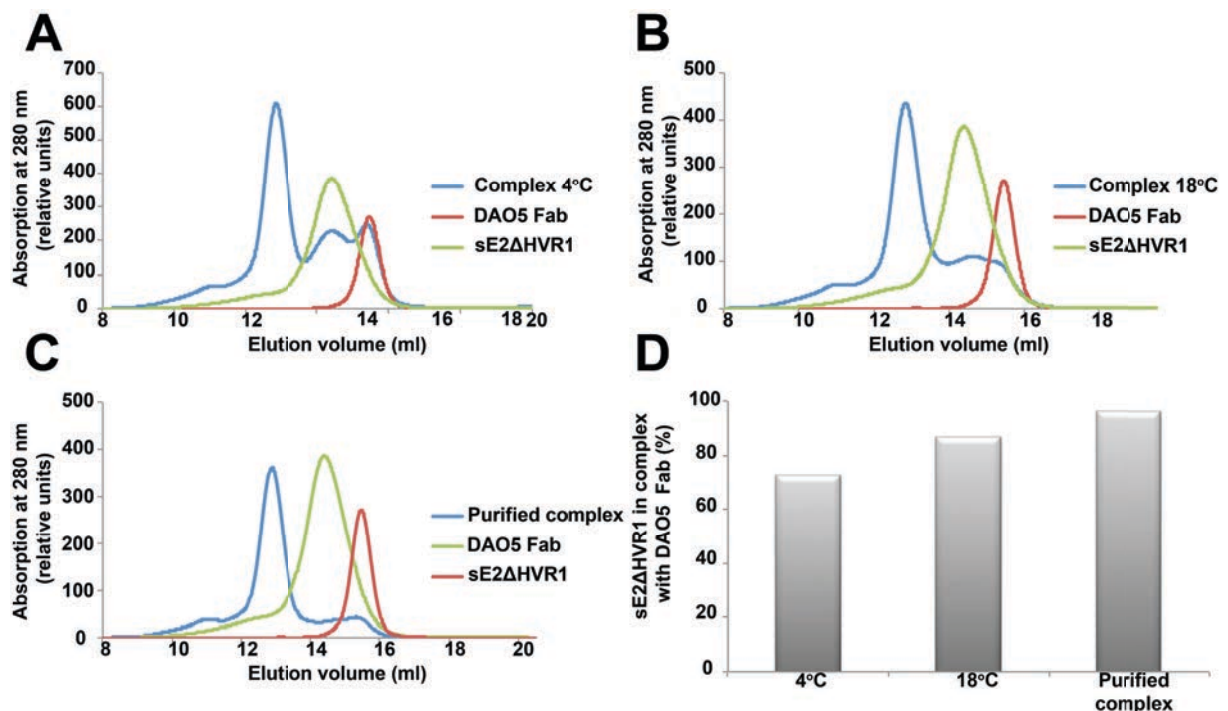 A
Absorption at 280 nm
(relative units)
700
600
500
400
300
200
100
0
8
10
12
14
16
18 20
Elution volume (ml)
Complex 4°C
DAO5 Fab
sE2ΔHVR1
B
Absorption at 280 nm
(relative units)
500
400
300
200
100
0
8
10
12
14
16
18
Elution volume (ml)
Complex 18°C
DAO5 Fab
sE2ΔHVR1
C
Absorption at 280 nm
(relative units)
500
400
300
200
100
0
8
10
12
14
16
18
20
Elution volume (ml)
Purified complex
DAO5 Fab
sE2ΔHVR1
D
sE2ΔHVR1 in complex
with DAO5 Fab (%)
100
80
60
40
20
0
4°C
18°C
Purified
complex